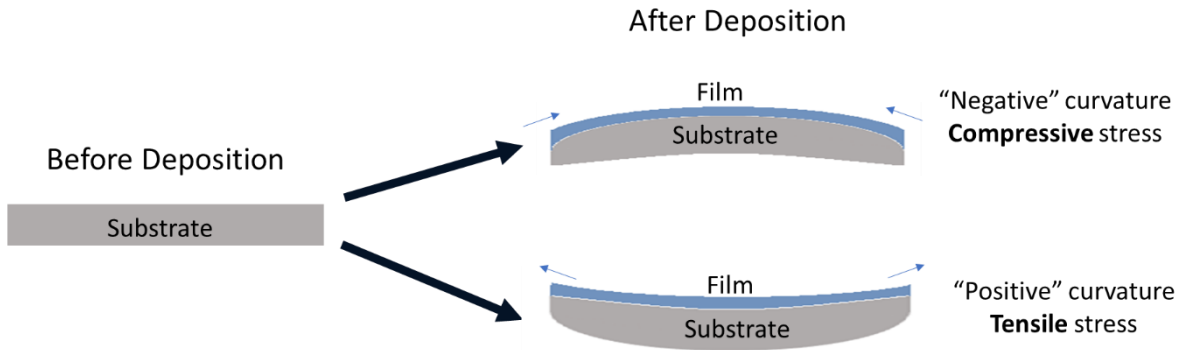 After Deposition
Film
Substrate
“Negative” curvature
Compressive stress
Before Deposition
Substrate
Film
Substrate
“Positive” curvature
Tensile stress